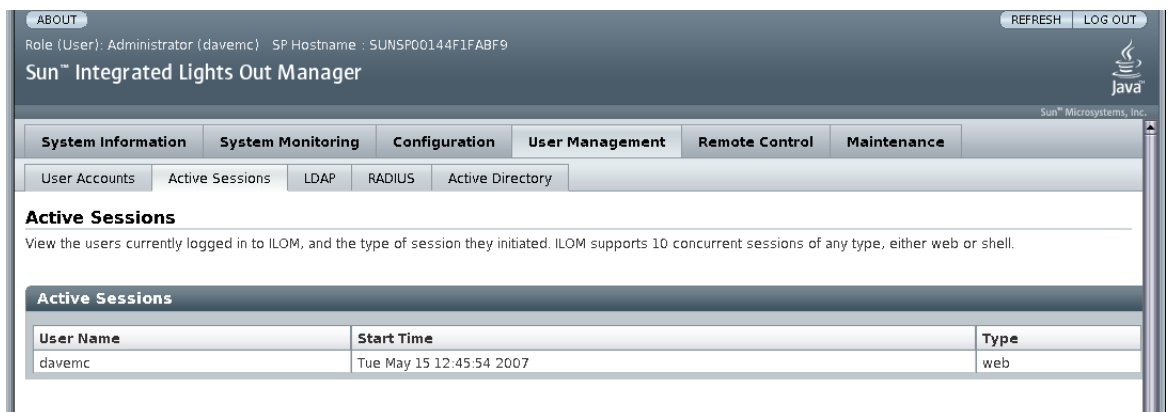 ABOUT REFRESH LOG OUT
Role (User): Administrator (davemc) SP Hostname : SUNSP00144F1FABF9
Sun™ Integrated Lights Out Manager
Java™
Sun™ Microsystems, Inc.
System Information System Monitoring Configuration User Management Remote Control Maintenance
User Accounts Active Sessions LDAP RADIUS Active Directory
Active Sessions
View the users currently logged in to ILOM, and the type of session they initiated. ILOM supports 10 concurrent sessions of any type, either web or shell.
Active Sessions
User Name Start Time Type
davemc Tue May 15 12:45:54 2007 web